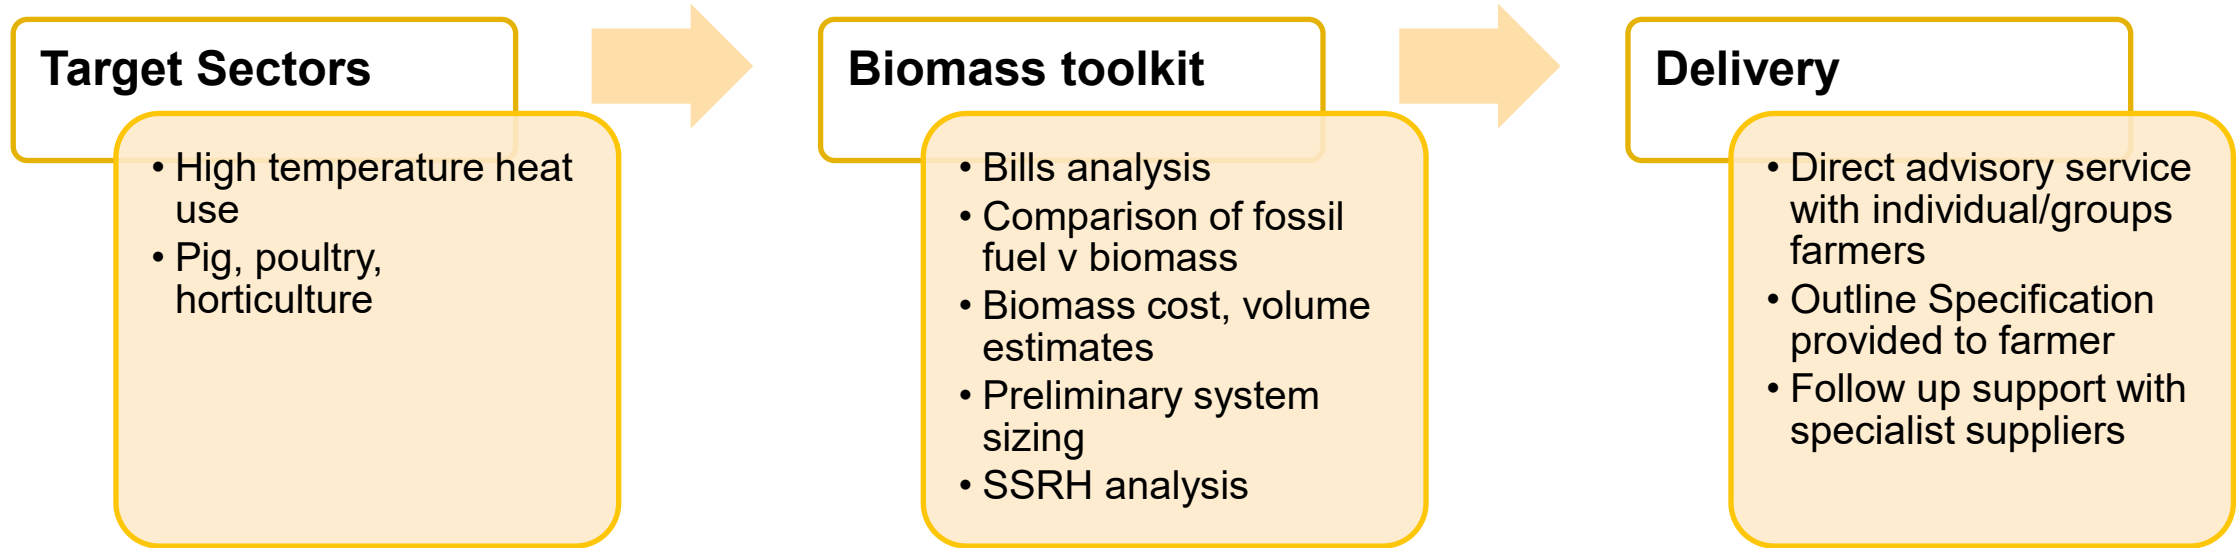 Target Sectors
• High temperature heat
use
• Pig, poultry,
horticulture
Biomass toolkit
• Bills analysis
• Comparison of fossil
fuel v biomass
• Biomass cost, volume
estimates
• Preliminary system
sizing
• SSRH analysis
Delivery
• Direct advisory service
with individual/groups
farmers
• Outline Specification
provided to farmer
• Follow up support with
specialist suppliers